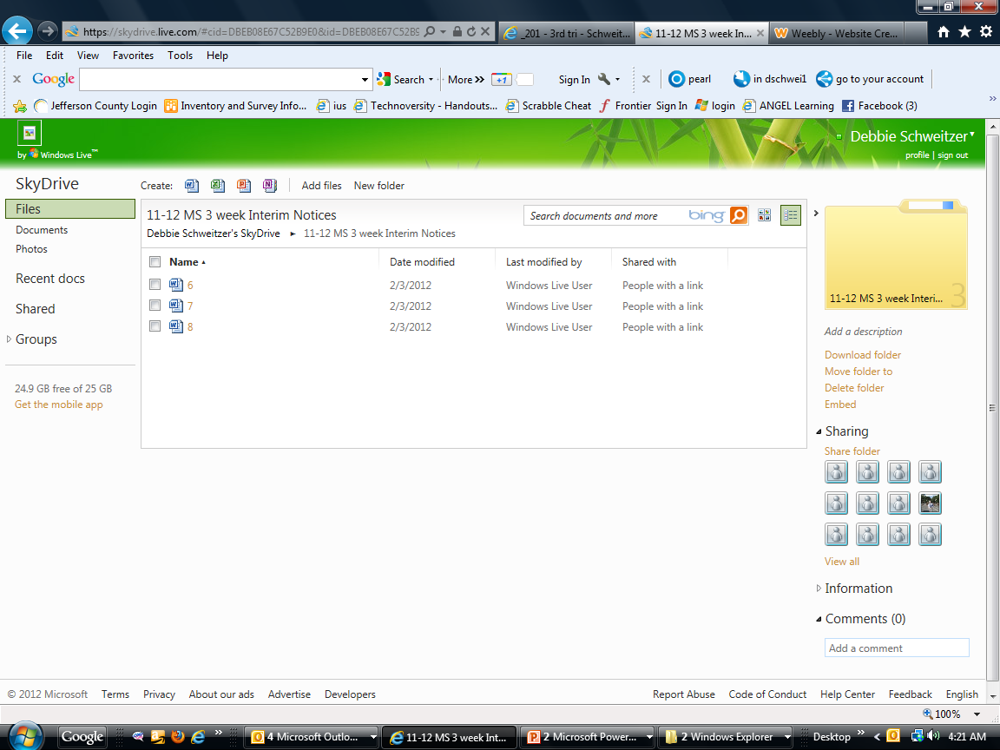 https://skydrive.live.com/#cid=DBEB08E67C52B9E0&id=DBEB08E67C52B9
_201 - 3rd tri - Schweit...
11-12 MS 3 week In...
Weebly - Website Cre...
File Edit View Favorites Tools Help
Google Search More »» +1 Sign In pearl in dschwei1 go to your account
Jefferson County Login Inventory and Survey Info... ius Technoversity - Handouts... Scrabble Cheat Frontier Sign In login ANGEL Learning Facebook (3)
by Windows Live™
Debbie Schweitzer
profile | sign out
SkyDrive
Create: Add files New folder
Files
Documents
Photos
Recent docs
Shared
Groups
24.9 GB free of 25 GB
Get the mobile app
11-12 MS 3 week Interim Notices
Search documents and more bing
Debbie Schweitzer's SkyDrive ► 11-12 MS 3 week Interim Notices
Name Date modified Last modified by Shared with
6 2/3/2012 Windows Live User People with a link
7 2/3/2012 Windows Live User People with a link
8 2/3/2012 Windows Live User People with a link
11-12 MS 3 week Interi... 3
Add a description
Download folder
Move folder to
Delete folder
Embed
Sharing
Share folder
View all
Information
Comments (0)
Add a comment
© 2012 Microsoft Terms Privacy About our ads Advertise Developers Report Abuse Code of Conduct Help Center Feedback English
100%
Google 4 Microsoft Outlo... 11-12 MS 3 week Int... 2 Microsoft Power... 2 Windows Explorer Desktop 4:21 AM